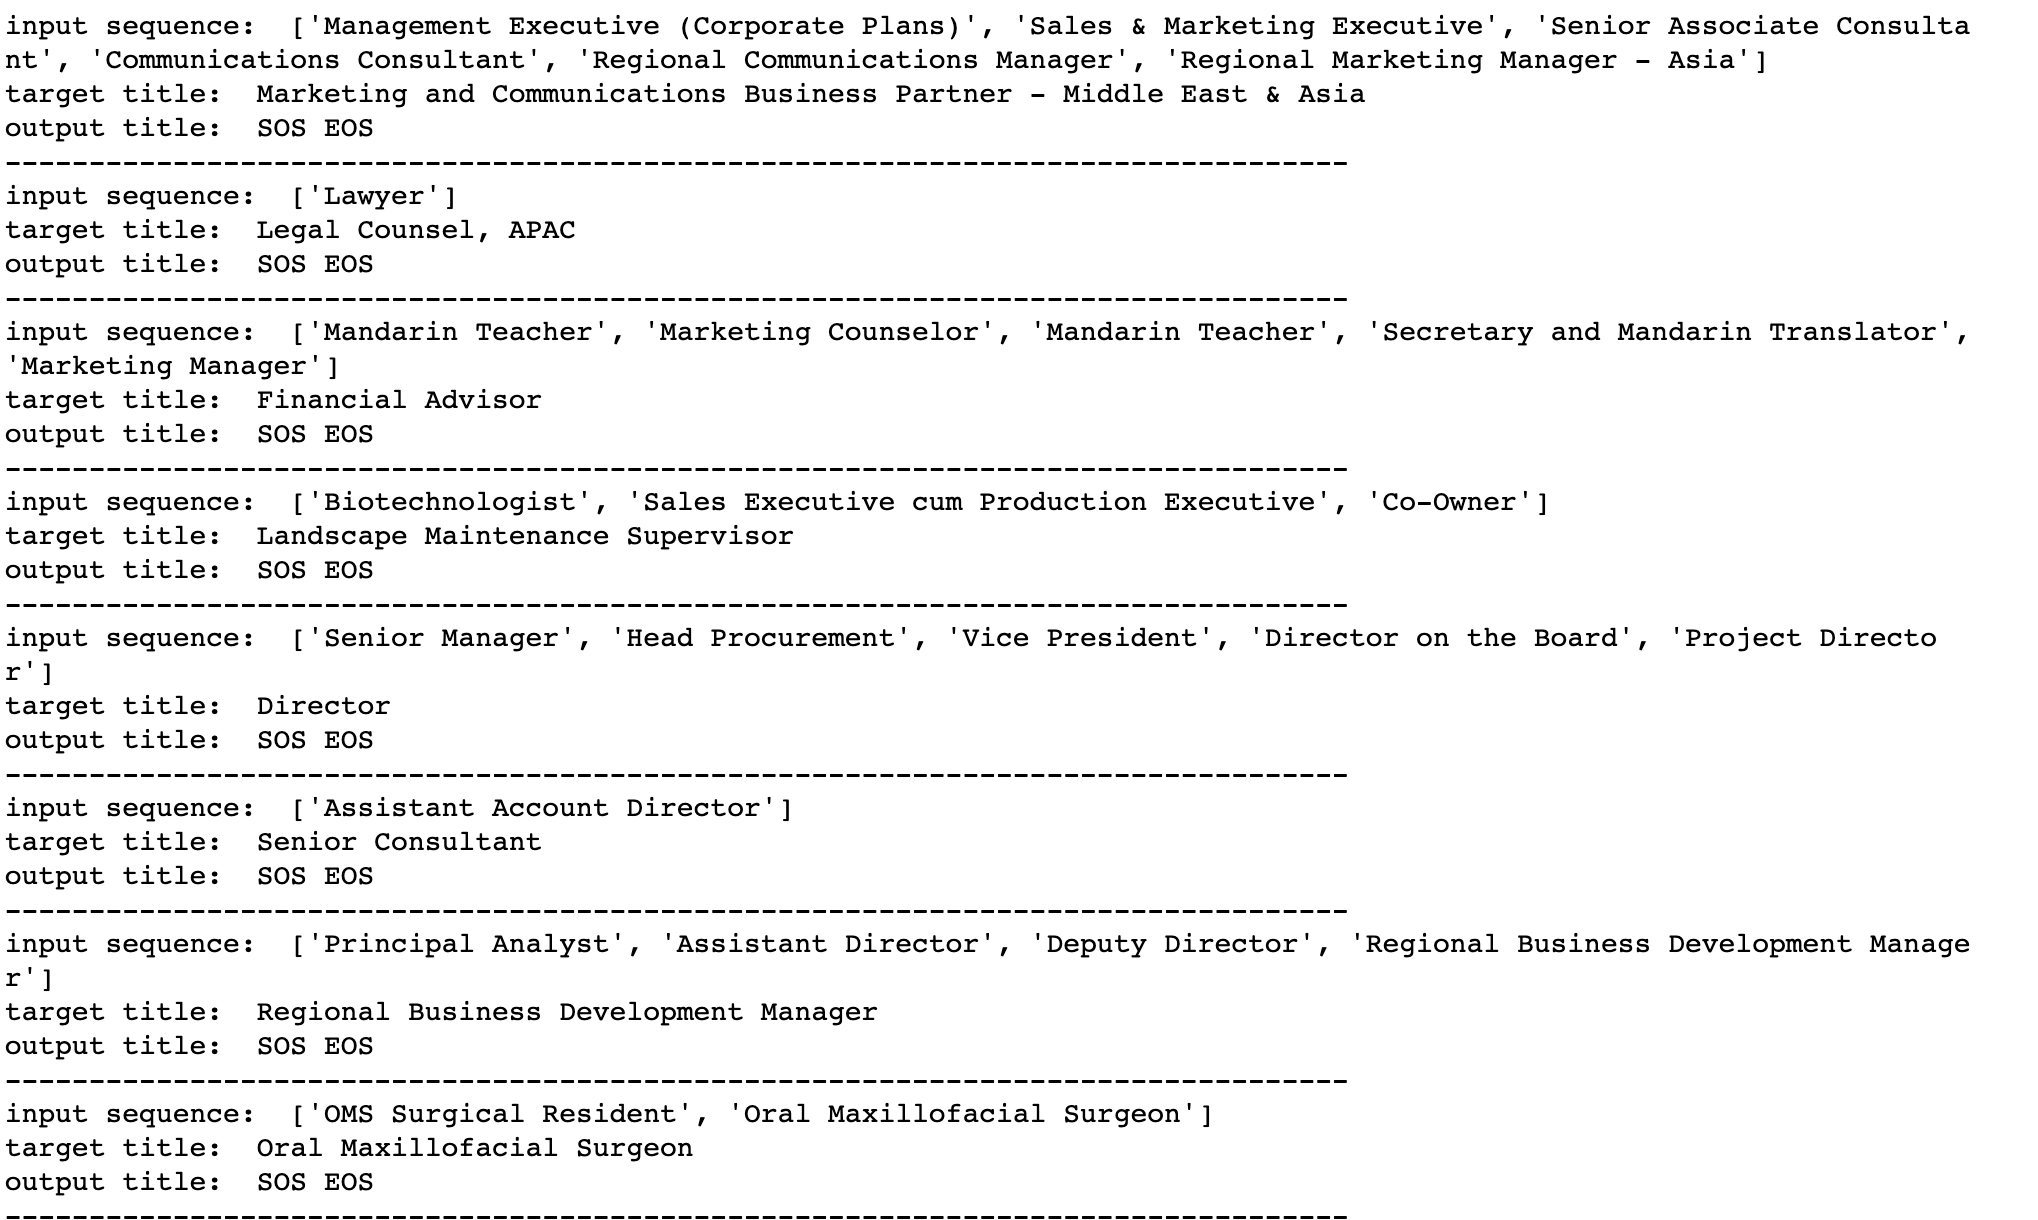 input sequence:  ['Management Executive (Corporate Plans)', 'Sales & Marketing Executive', 'Senior Associate Consulta
nt', 'Communications Consultant', 'Regional Communications Manager', 'Regional Marketing Manager – Asia']
target title:  Marketing and Communications Business Partner – Middle East & Asia
output title:  SOS EOS
--------------------------------------------------------------------------------
input sequence:  ['Lawyer']
target title:  Legal Counsel, APAC
output title:  SOS EOS
--------------------------------------------------------------------------------
input sequence:  ['Mandarin Teacher', 'Marketing Counselor', 'Mandarin Teacher', 'Secretary and Mandarin Translator',
'Marketing Manager']
target title:  Financial Advisor
output title:  SOS EOS
--------------------------------------------------------------------------------
input sequence:  ['Biotechnologist', 'Sales Executive cum Production Executive', 'Co-Owner']
target title:  Landscape Maintenance Supervisor
output title:  SOS EOS
--------------------------------------------------------------------------------
input sequence:  ['Senior Manager', 'Head Procurement', 'Vice President', 'Director on the Board', 'Project Directo
r']
target title:  Director
output title:  SOS EOS
--------------------------------------------------------------------------------
input sequence:  ['Assistant Account Director']
target title:  Senior Consultant
output title:  SOS EOS
--------------------------------------------------------------------------------
input sequence:  ['Principal Analyst', 'Assistant Director', 'Deputy Director', 'Regional Business Development Manage
r']
target title:  Regional Business Development Manager
output title:  SOS EOS
--------------------------------------------------------------------------------
input sequence:  ['OMS Surgical Resident', 'Oral Maxillofacial Surgeon']
target title:  Oral Maxillofacial Surgeon
output title:  SOS EOS
--------------------------------------------------------------------------------